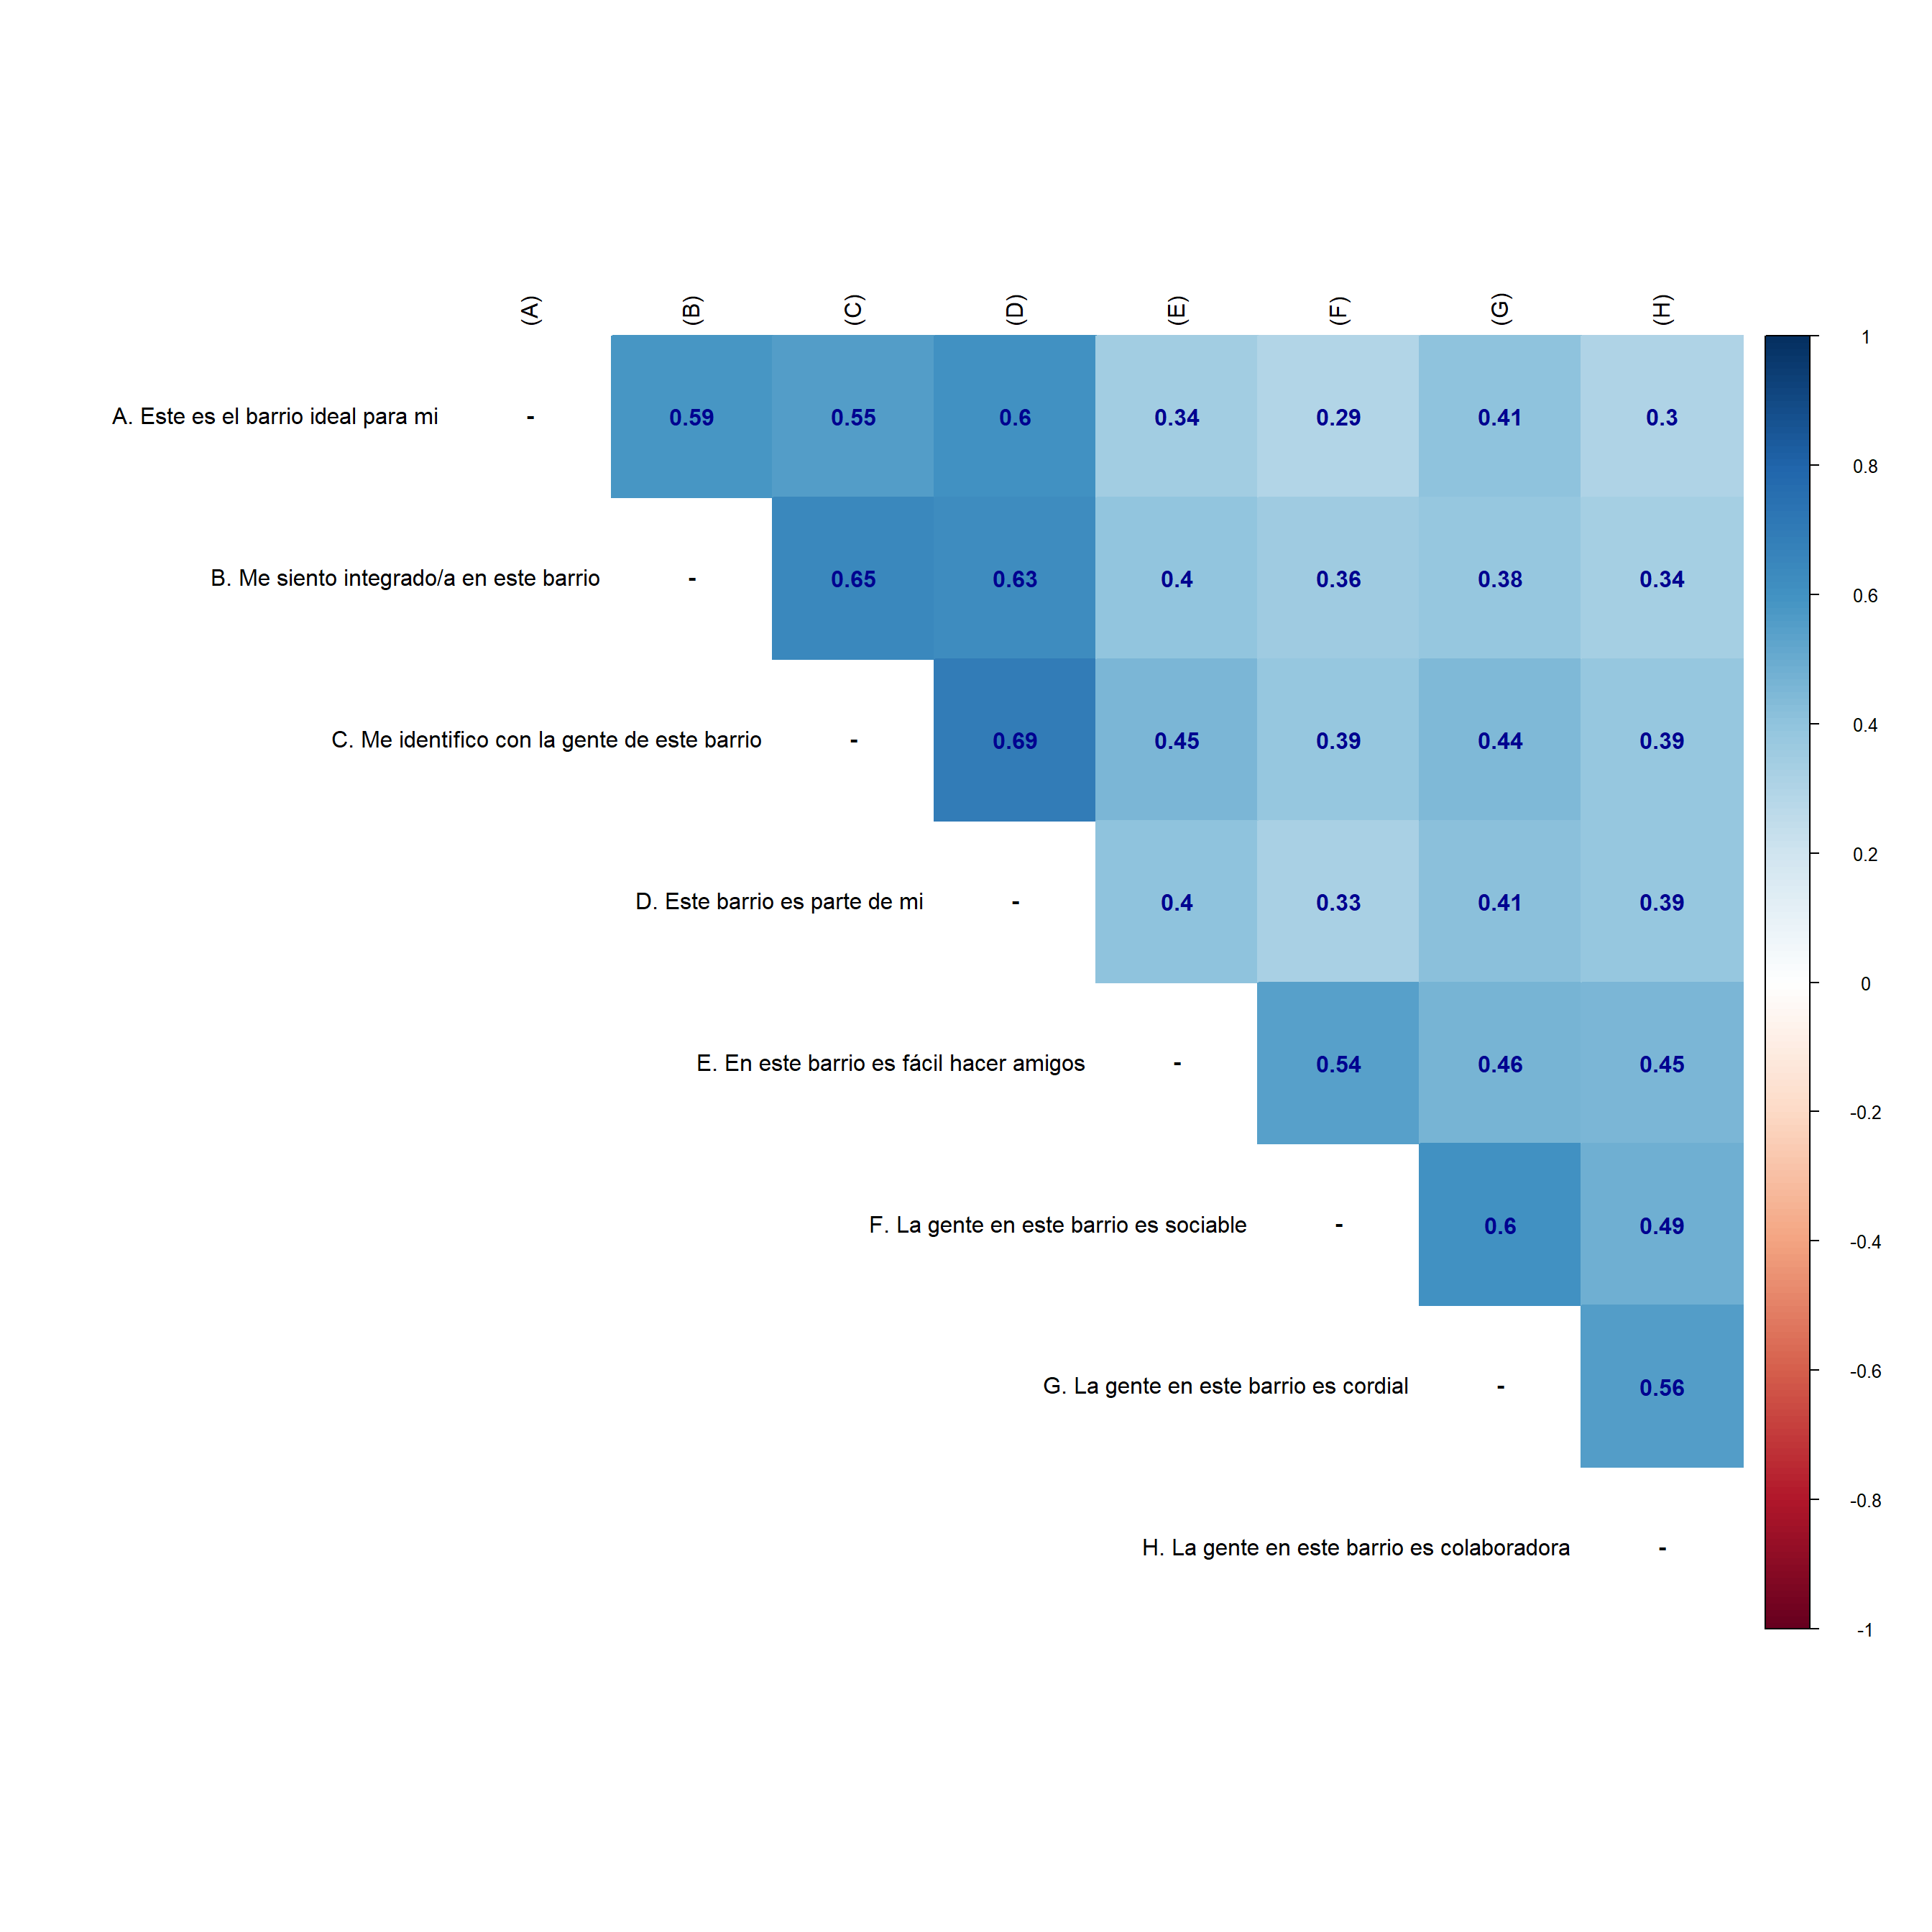 (A) (B) (C) (D) (E) (F) (G) (H)
A. Este es el barrio ideal para mi - 0.59 0.55 0.6 0.34 0.29 0.41 0.3
B. Me siento integrado/a en este barrio - 0.65 0.63 0.4 0.36 0.38 0.34
C. Me identifico con la gente de este barrio - 0.69 0.45 0.39 0.44 0.39
D. Este barrio es parte de mi - 0.4 0.33 0.41 0.39
E. En este barrio es fácil hacer amigos - 0.54 0.46 0.45
F. La gente en este barrio es sociable - 0.6 0.49
G. La gente en este barrio es cordial - 0.56
H. La gente en este barrio es colaboradora -
1
0.8
0.6
0.4
0.2
0
-0.2
-0.4
-0.6
-0.8
-1